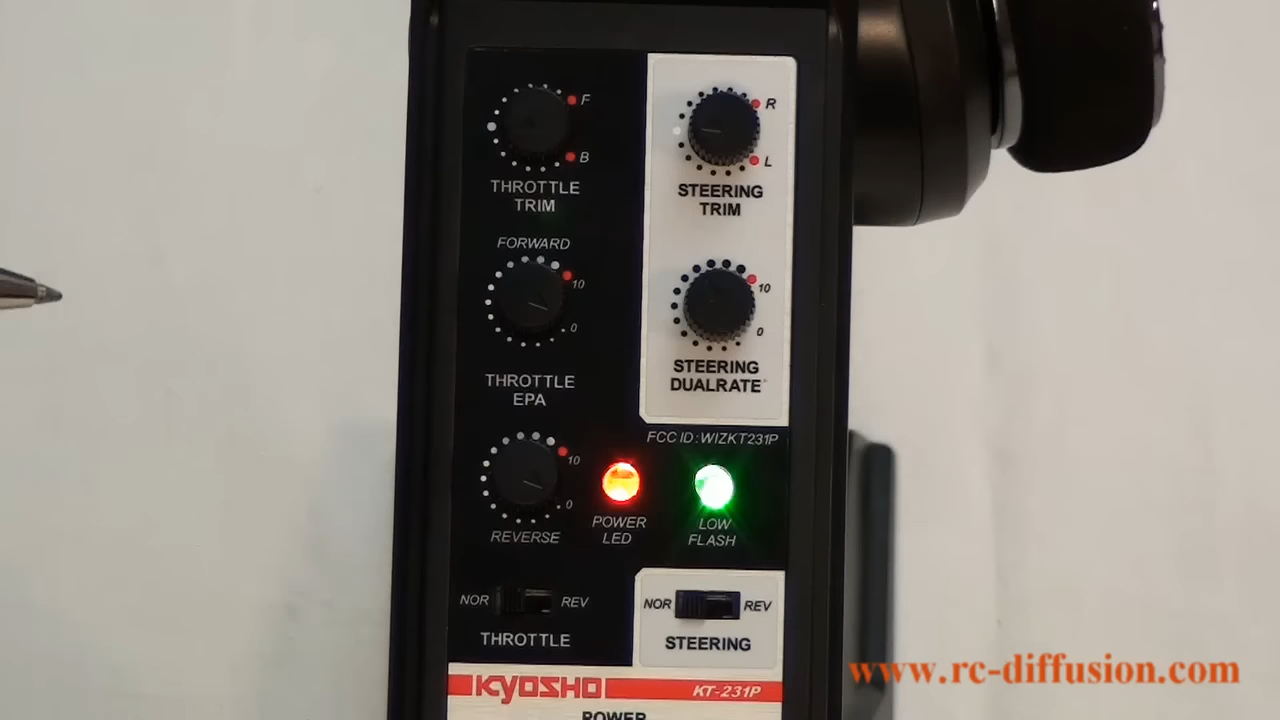 F
B
THROTTLE
TRIM
R
L
STEERING
TRIM
FORWARD
10
0
THROTTLE
EPA
10
0
STEERING
DUALRATE
10
0
REVERSE
FCC ID:WIZKT231P
POWER
LED
LOW
FLASH
NOR REV
THROTTLE
NOR REV
STEERING
KYOSHO KT-231P
POWER
www.rc-diffusion.com